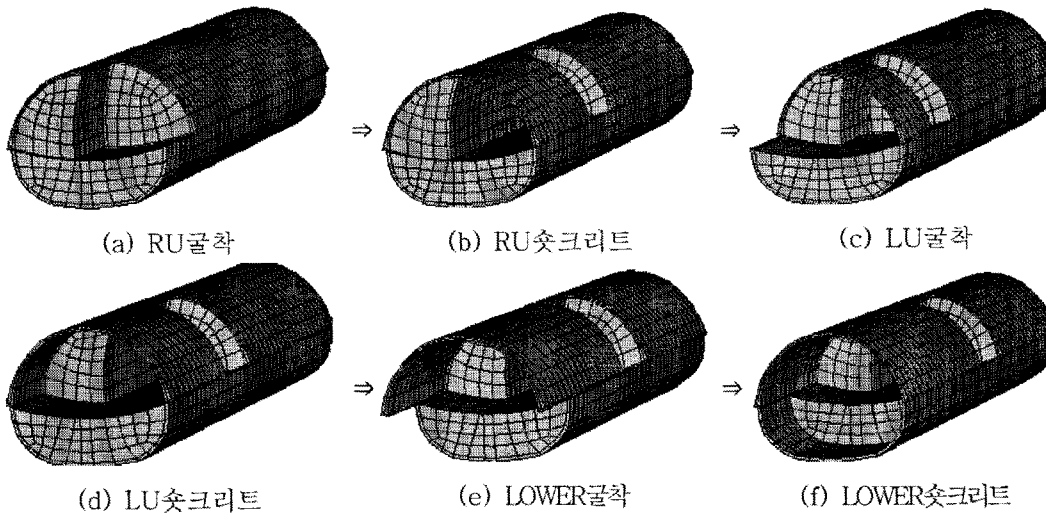 ⇒
⇒
(a) RU굴착
(b) RU숏크리트
(c) LU굴착
⇒
⇒
(d) LU숏크리트
(e) LOWER굴착
(f) LOWER숏크리트